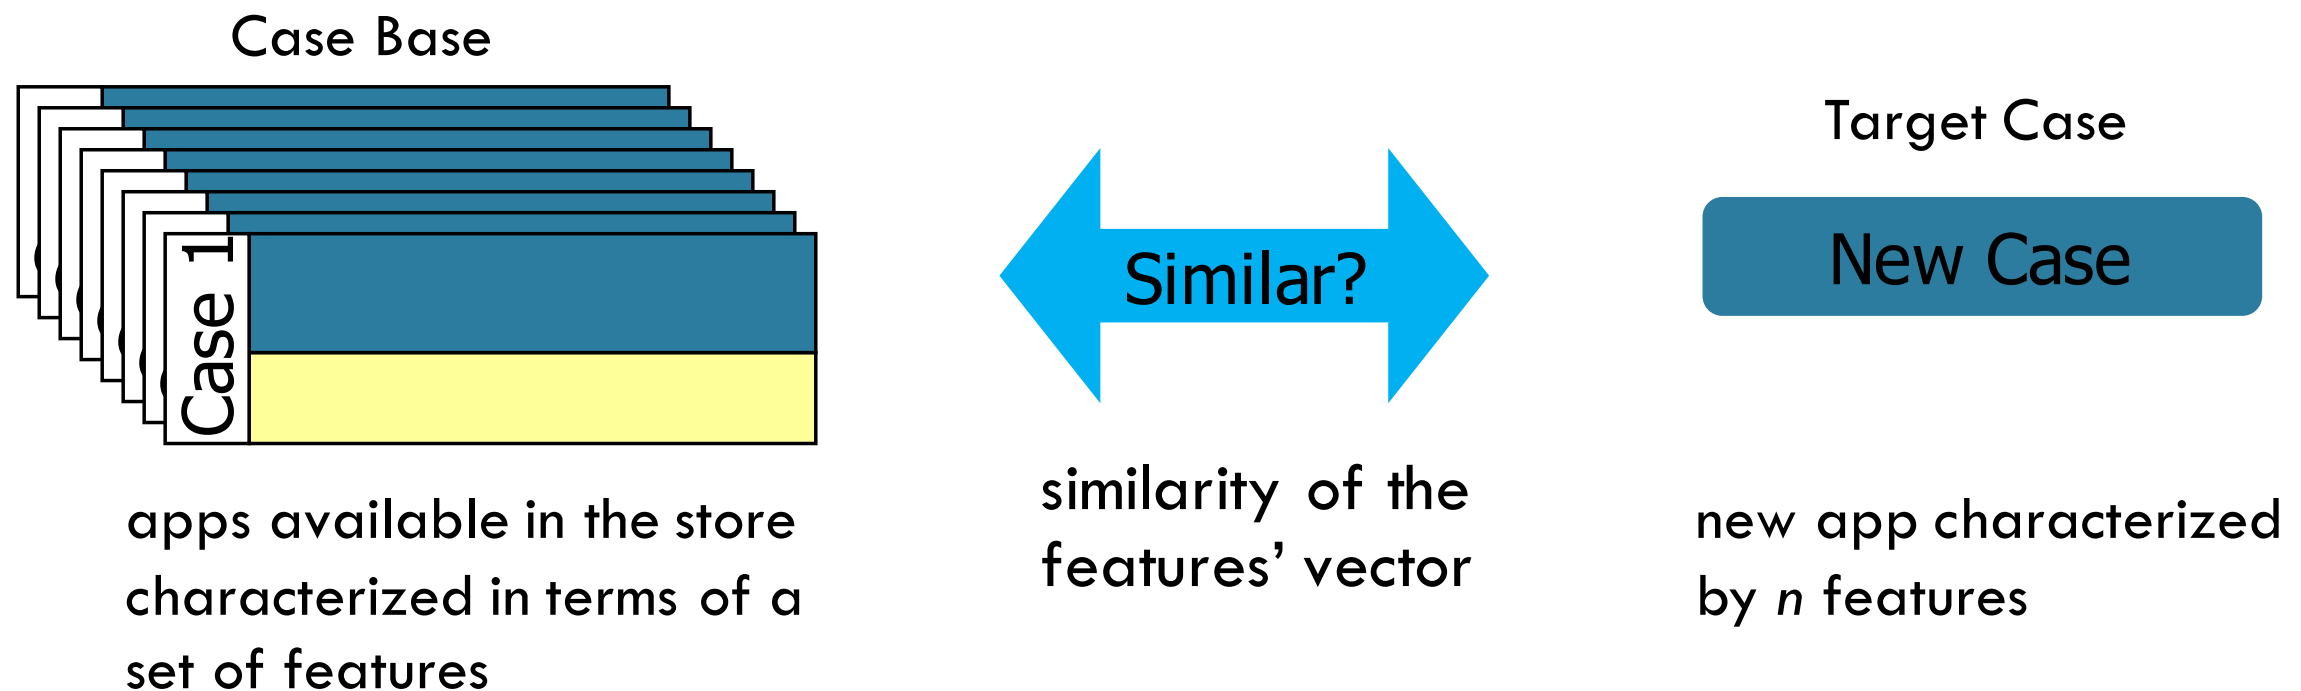 Case Base
Case 1
apps available in the store
characterized in terms of a
set of features
Similar?
similarity of the
features’ vector
Target Case
New Case
new app characterized
by n features